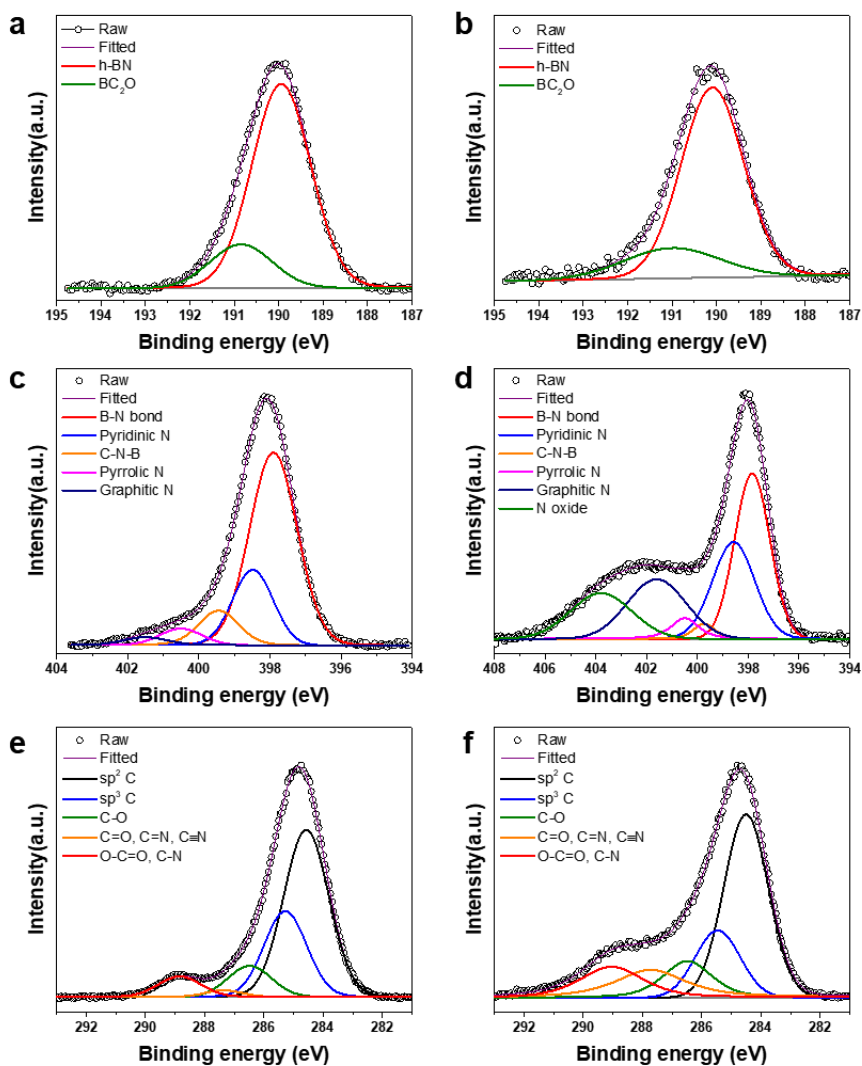 a
Raw
Fitted
h-BN
BC₂O
Intensity(a.u.)
195 194 193 192 191 190 189 188 187
Binding energy (eV)
b
Raw
Fitted
h-BN
BC₂O
Intensity(a.u.)
195 194 193 192 191 190 189 188 187
Binding energy (eV)
c
Raw
Fitted
B-N bond
Pyridinic N
C-N-B
Pyrrolic N
Graphitic N
Intensity(a.u.)
404 402 400 398 396 394
Binding energy (eV)
d
Raw
Fitted
B-N bond
Pyridinic N
C-N-B
Pyrrolic N
Graphitic N
N oxide
Intensity(a.u.)
408 406 404 402 400 398 396 394
Binding energy (eV)
e
Raw
Fitted
sp² C
sp³ C
C-O
C=O, C=N, C≡N
O-C=O, C-N
Intensity(a.u.)
292 290 288 286 284 282
Binding energy (eV)
f
Raw
Fitted
sp² C
sp³ C
C-O
C=O, C=N, C≡N
O-C=O, C-N
Intensity(a.u.)
292 290 288 286 284 282
Binding energy (eV)